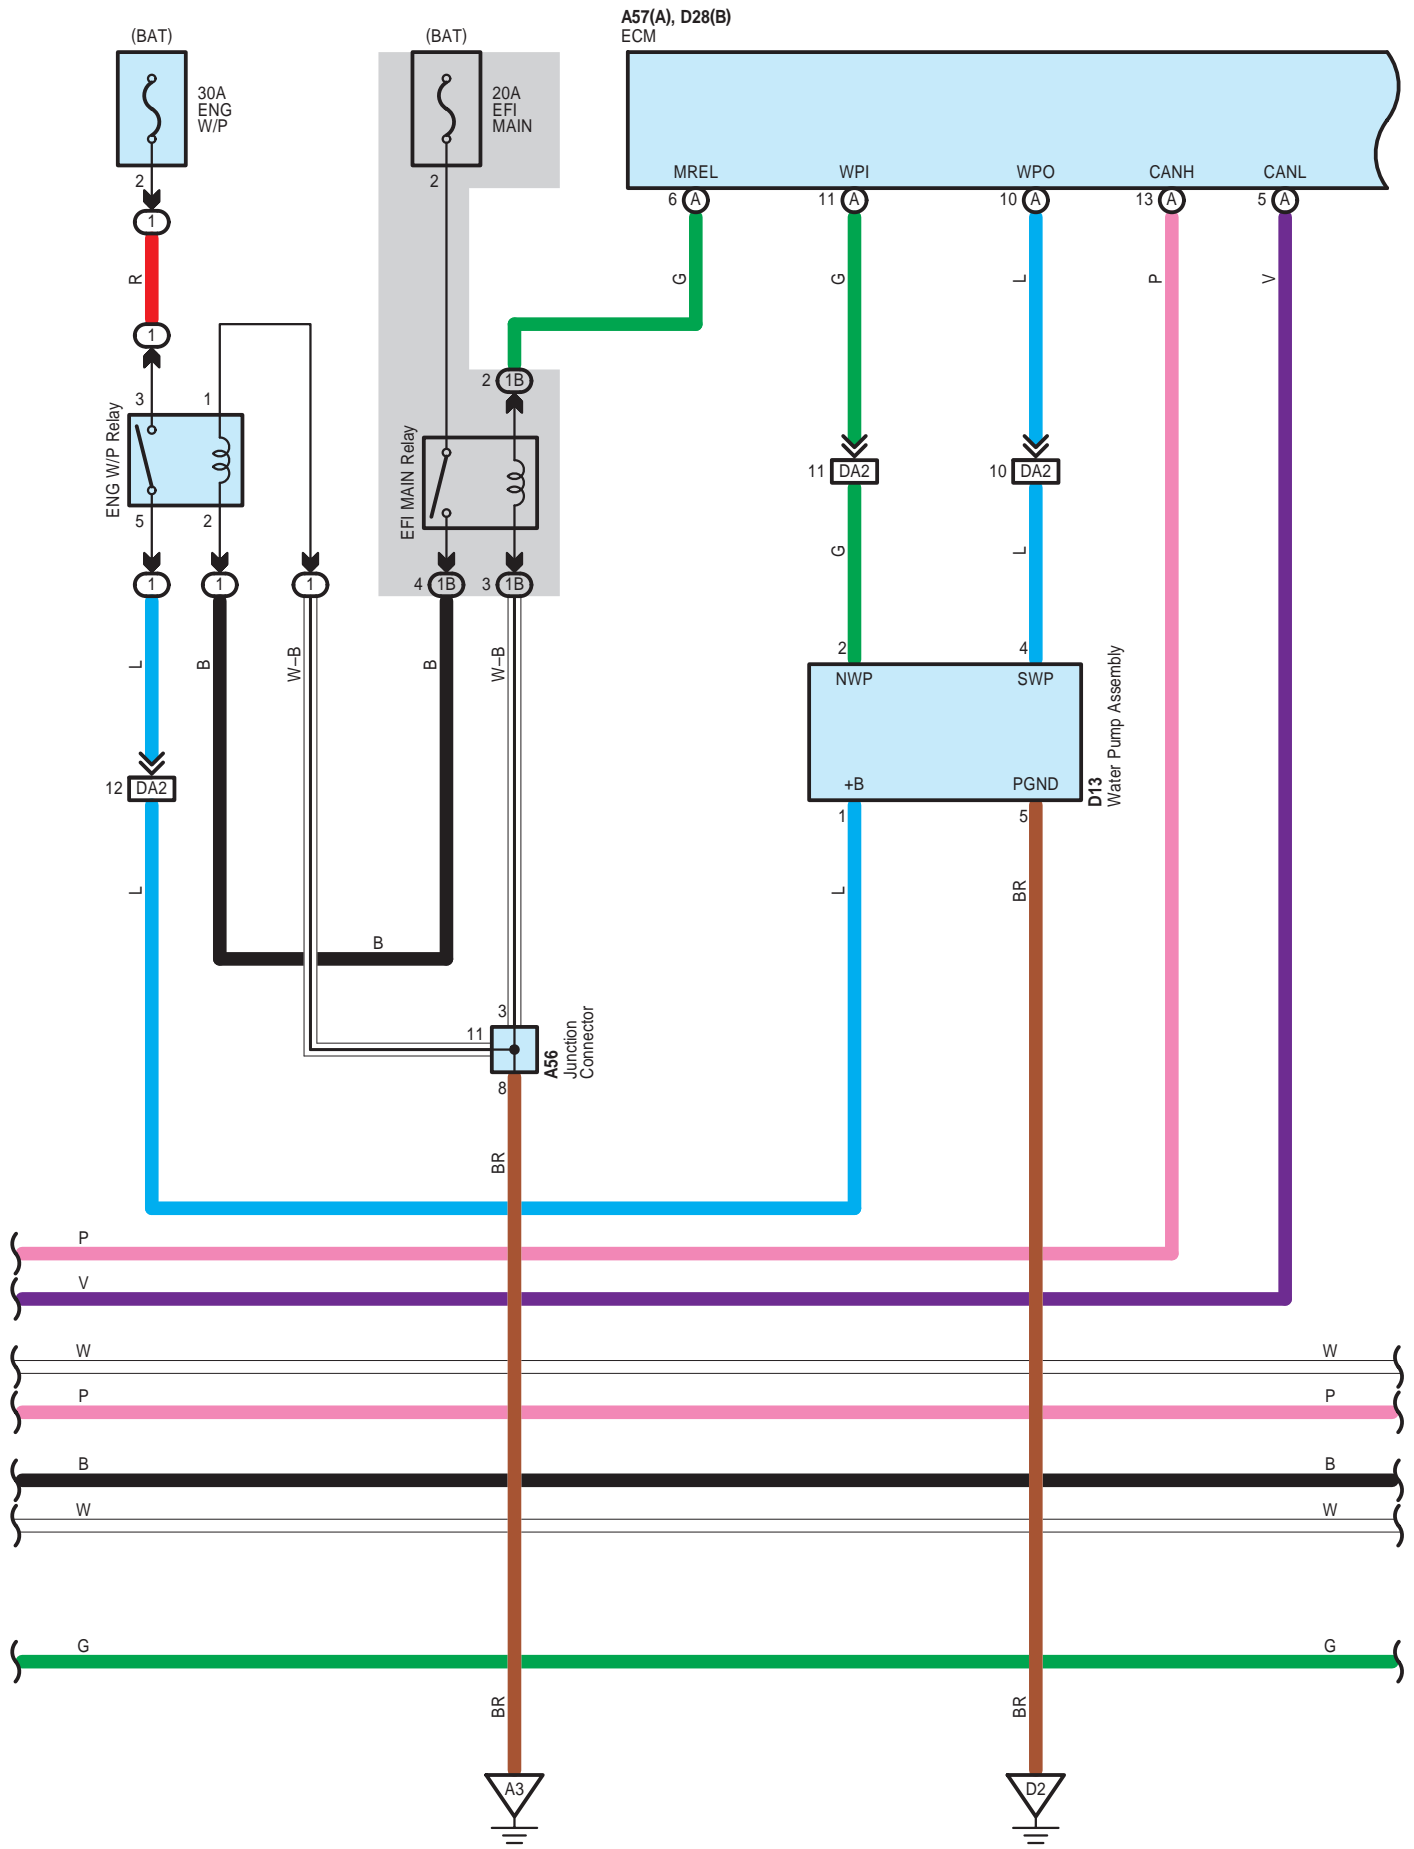 A57(A), D28(B)
ECM
(BAT)
(BAT)
30A
ENG
W/P
20A
EFI
MAIN
2
2
MREL
WPI
WPO
CANH
CANL
6 A
11 A
10 A
13 A
5 A
1
R
G
G
L
P
V
1
2 1B
3
1
ENG W/P Relay
EFI MAIN Relay
11 DA2
10 DA2
5
2
G
L
1
1
1
4 1B
3 1B
L
B
W–B
B
W–B
2
4
NWP
SWP
+B
PGND
D13
Water Pump Assembly
12 DA2
1
5
L
L
BR
B
3
11
A56
Junction
Connector
8
BR
P
V
W
W
P
P
B
B
W
W
G
G
BR
BR
A3
D2